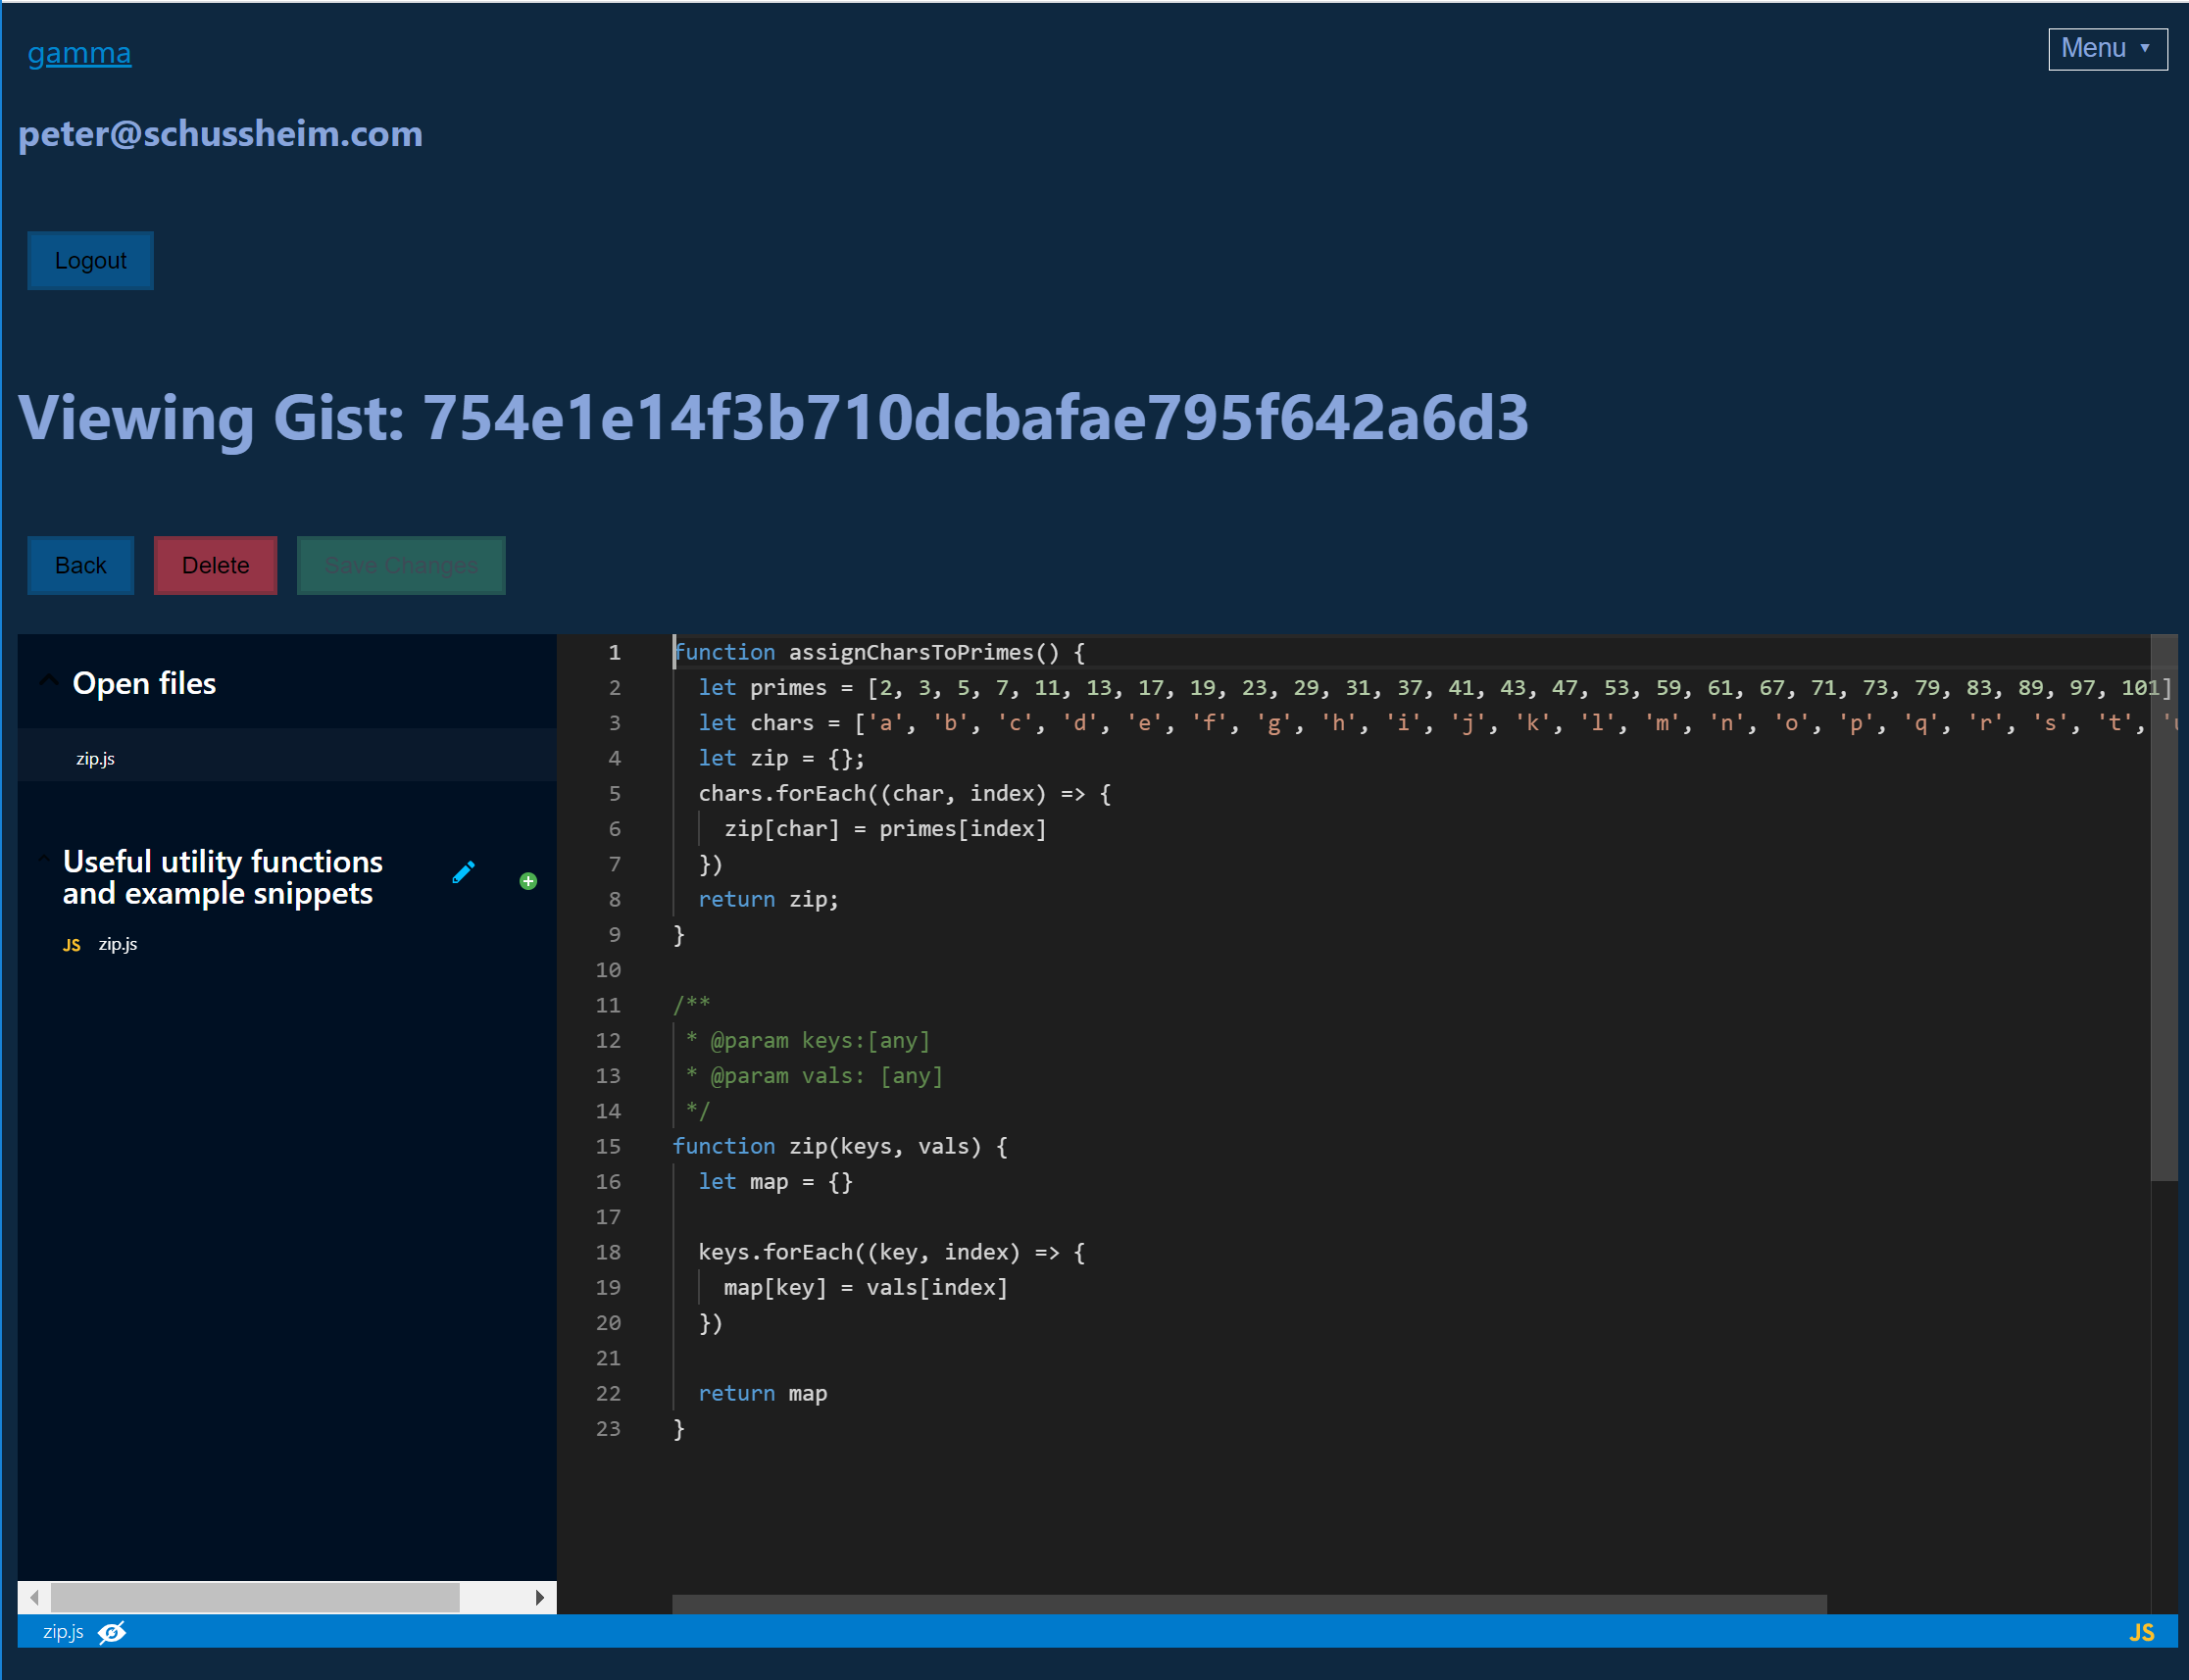 gamma
Menu ▼
peter@schussheim.com
Logout
Viewing Gist: 754e1e14f3b710dcbafae795f642a6d3
Back Delete Save Changes
Open files
zip.js
Useful utility functions
and example snippets
JS zip.js
1 function assignCharsToPrimes() {
2   let primes = [2, 3, 5, 7, 11, 13, 17, 19, 23, 29, 31, 37, 41, 43, 47, 53, 59, 61, 67, 71, 73, 79, 83, 89, 97, 101]
3   let chars = ['a', 'b', 'c', 'd', 'e', 'f', 'g', 'h', 'i', 'j', 'k', 'l', 'm', 'n', 'o', 'p', 'q', 'r', 's', 't',
4   let zip = {};
5   chars.forEach((char, index) => {
6     zip[char] = primes[index]
7   })
8   return zip;
9 }
10
11 /**
12  * @param keys:[any]
13  * @param vals: [any]
14  */
15 function zip(keys, vals) {
16   let map = {}
17
18   keys.forEach((key, index) => {
19     map[key] = vals[index]
20   })
21
22   return map
23 }
zip.js
JS